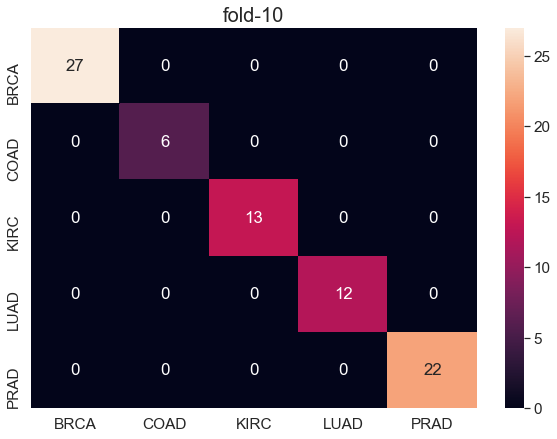 fold-10
BRCA 27 0 0 0 0
COAD 0 6 0 0 0
KIRC 0 0 13 0 0
LUAD 0 0 0 12 0
PRAD 0 0 0 0 22
BRCA COAD KIRC LUAD PRAD
25
20
15
10
5
0